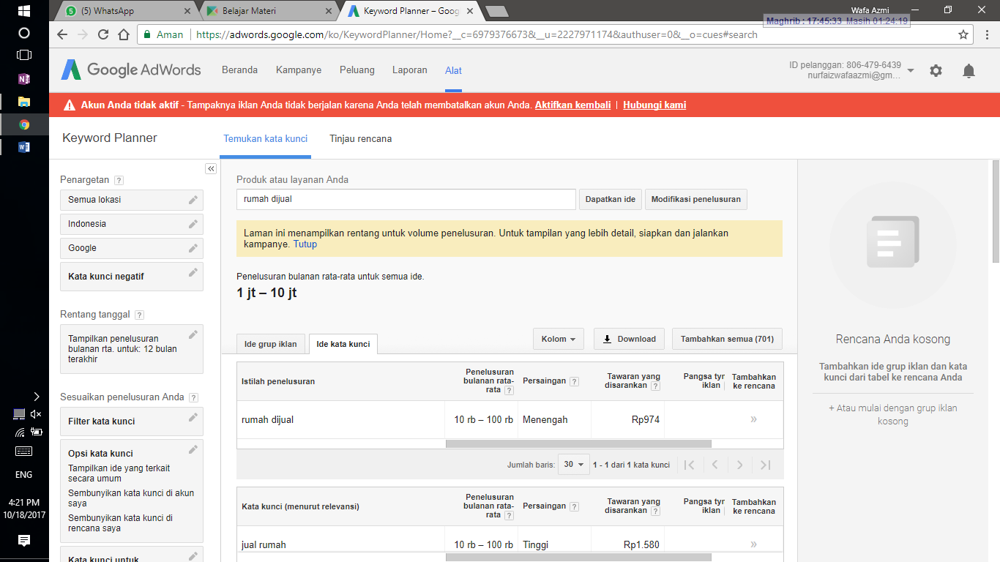 (5) WhatsApp
Belajar Materi
Keyword Planner – Goog
Wafa Azmi
Maghrib : 17:45:33 Masih 01:24:19
Aman
https://adwords.google.com/ko/KeywordPlanner/Home?__c=6979376673&__u=2227971174&authuser=0&__o=cues#search
Google AdWords
Beranda
Kampanye
Peluang
Laporan
Alat
ID pelanggan: 806-479-6439
nurfaizwafaazmi@gm...
Akun Anda tidak aktif - Tampaknya iklan Anda tidak berjalan karena Anda telah membatalkan akun Anda. Aktifkan kembali | Hubungi kami
Keyword Planner
Temukan kata kunci
Tinjau rencana
Penargetan ?
Semua lokasi
Indonesia
Google
Kata kunci negatif
Rentang tanggal ?
Tampilkan penelusuran
bulanan rta. untuk: 12 bulan
terakhir
Sesuaikan penelusuran Anda ?
Filter kata kunci
Opsi kata kunci
Tampilkan ide yang terkait
secara umum
Sembunyikan kata kunci di akun
saya
Sembunyikan kata kunci di
rencana saya
Kata kunci untuk
Produk atau layanan Anda
rumah dijual
Dapatkan ide
Modifikasi penelusuran
Laman ini menampilkan rentang untuk volume penelusuran. Untuk tampilan yang lebih detail, siapkan dan jalankan
kampanye. Tutup
Penelusuran bulanan rata-rata untuk semua ide.
1 jt – 10 jt
Ide grup iklan
Ide kata kunci
Kolom
Download
Tambahkan semua (701)
Istilah penelusuran
Penelusuran
bulanan rata-
rata ?
Persaingan ?
Tawaran yang
disarankan ?
Pangsa tyr
iklan
Tambahkan
ke rencana
rumah dijual
10 rb – 100 rb
Menengah
Rp974
»
Jumlah baris:
30
1 - 1 dari 1 kata kunci
Kata kunci (menurut relevansi)
Penelusuran
bulanan rata-
rata ?
Persaingan ?
Tawaran yang
disarankan ?
Pangsa tyr
iklan
Tambahkan
ke rencana
jual rumah
10 rb – 100 rb
Tinggi
Rp1.580
»
Rencana Anda kosong
Tambahkan ide grup iklan dan kata
kunci dari tabel ke rencana Anda
+ Atau mulai dengan grup iklan
kosong
ENG
4:21 PM
10/18/2017